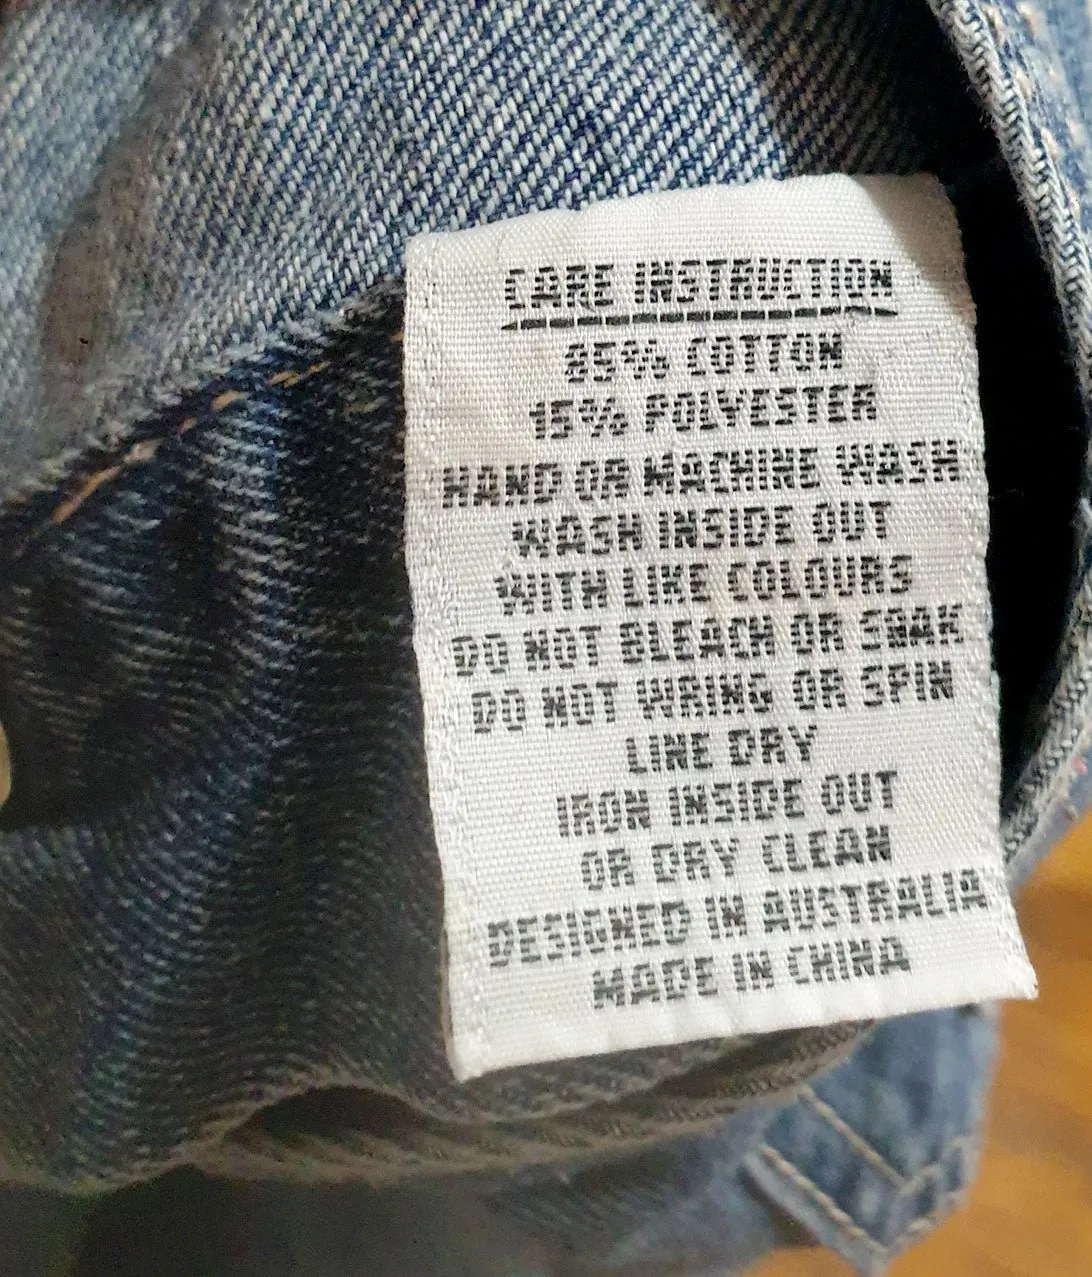 CARE INSTRUCTION
85% COTTON
15% POLYESTER
HAND OR MACHINE WASH
WASH INSIDE OUT
WITH LIKE COLOURS
DO NOT BLEACH OR SOAK
DO NOT WRING OR SPIN
LINE DRY
IRON INSIDE OUT
OR DRY CLEAN
DESIGNED IN AUSTRALIA
MADE IN CHINA